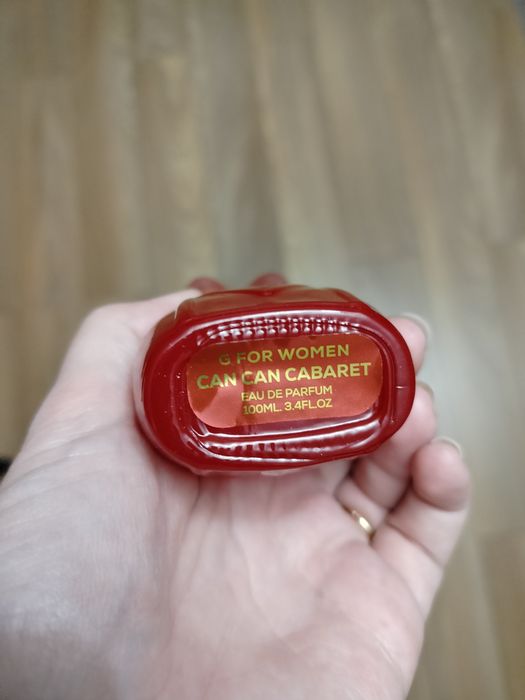 G FOR WOMEN
CAN CAN CABARET
EAU DE PARFUM
100ML. 3.4FL.OZ